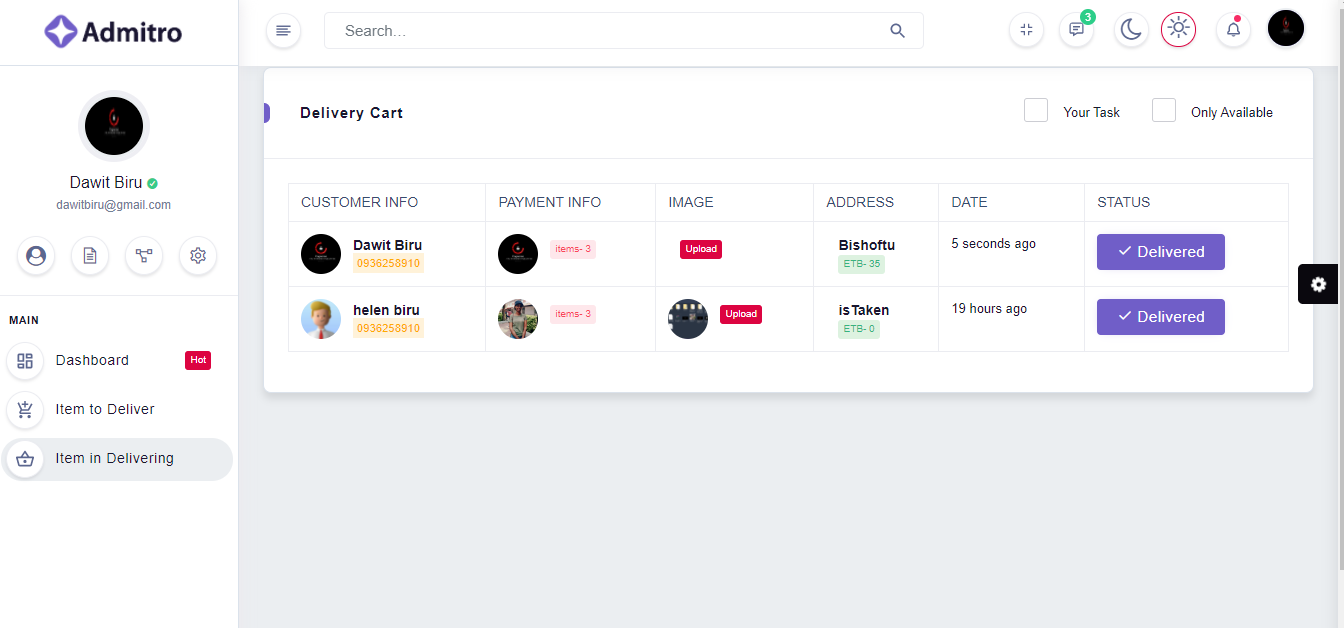 Admitro
Search...
3
Dawit Biru
dawitbiru@gmail.com
MAIN
Dashboard Hot
Item to Deliver
Item in Delivering
Delivery Cart
Your Task
Only Available
CUSTOMER INFO PAYMENT INFO IMAGE ADDRESS DATE STATUS
Dawit Biru items- 3 Upload Bishoftu 5 seconds ago Delivered
0936258910 ETB- 35
helen biru items- 3 Upload isTaken 19 hours ago Delivered
0936258910 ETB- 0